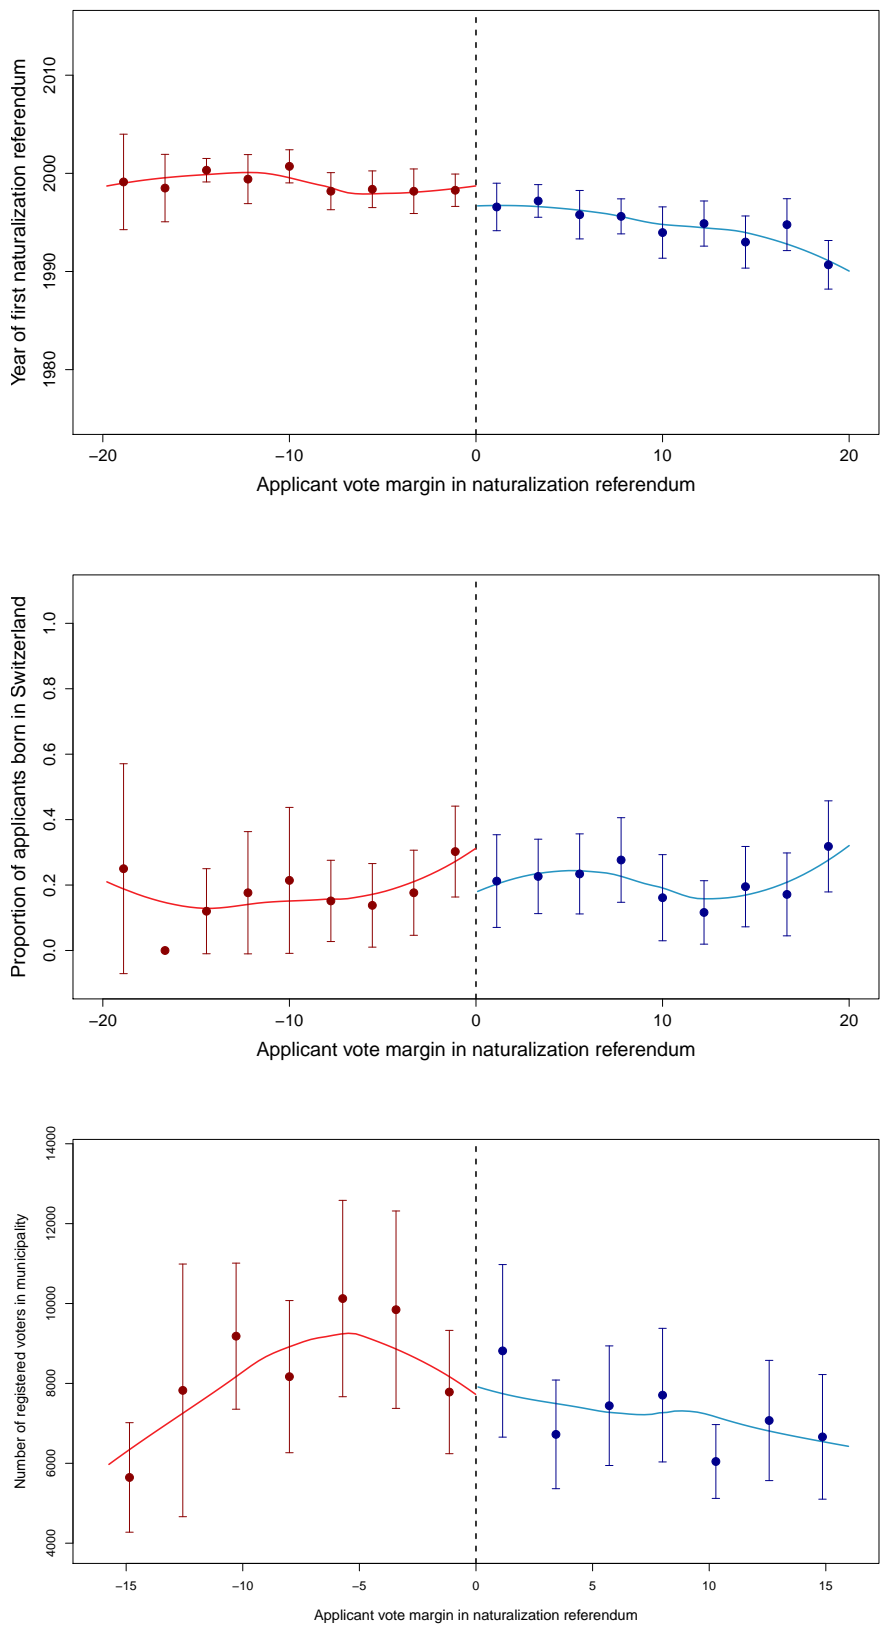 Year of first naturalization referendum
2010
2000
1990
1980
−20 −10 0 10 20
Applicant vote margin in naturalization referendum
Proportion of applicants born in Switzerland
1.0
0.8
0.6
0.4
0.2
0.0
−20 −10 0 10 20
Applicant vote margin in naturalization referendum
Number of registered voters in municipality
14000
12000
10000
8000
6000
4000
−15 −10 −5 0 5 10 15
Applicant vote margin in naturalization referendum